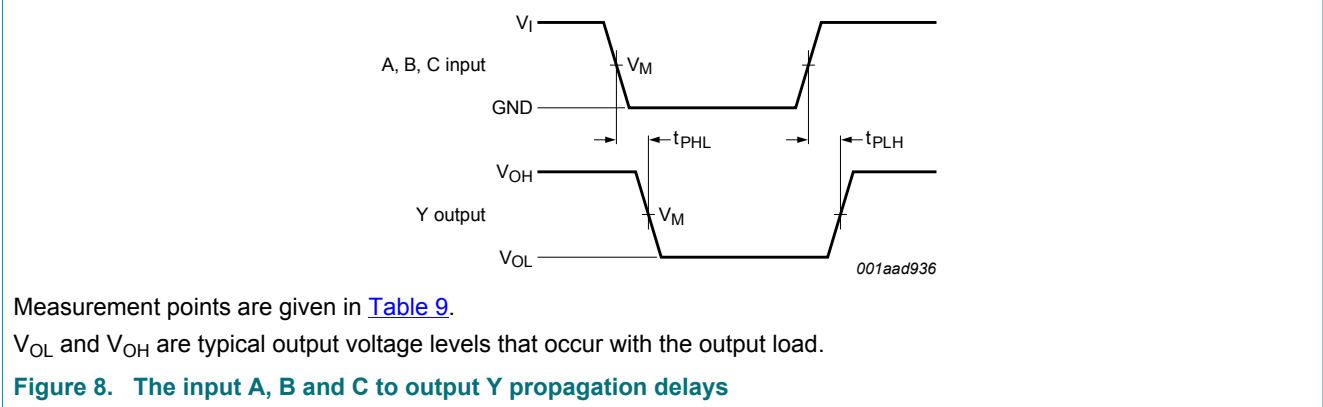 VI
A, B, C input
VM
GND
tPHL
tPLH
VOH
Y output
VM
VOL
001aad936
Measurement points are given in Table 9.
VOL and VOH are typical output voltage levels that occur with the output load.
Figure 8. The input A, B and C to output Y propagation delays